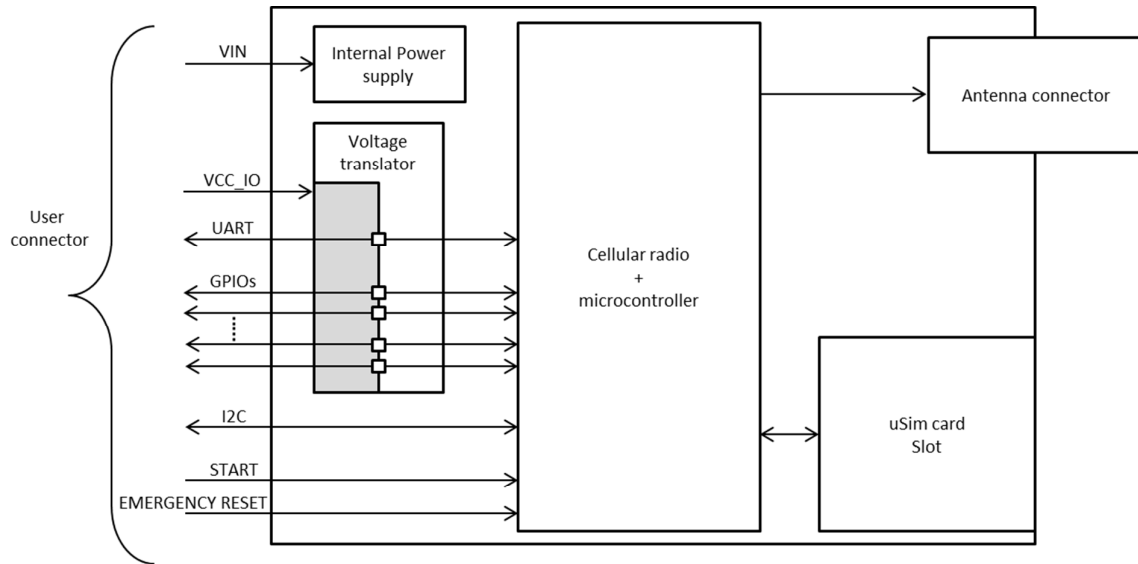 VIN
Internal Power
supply
Antenna connector
Voltage
translator
VCC_IO
User
connector
UART
Cellular radio
+
microcontroller
GPIOs
I2C
uSim card
Slot
START
EMERGENCY RESET